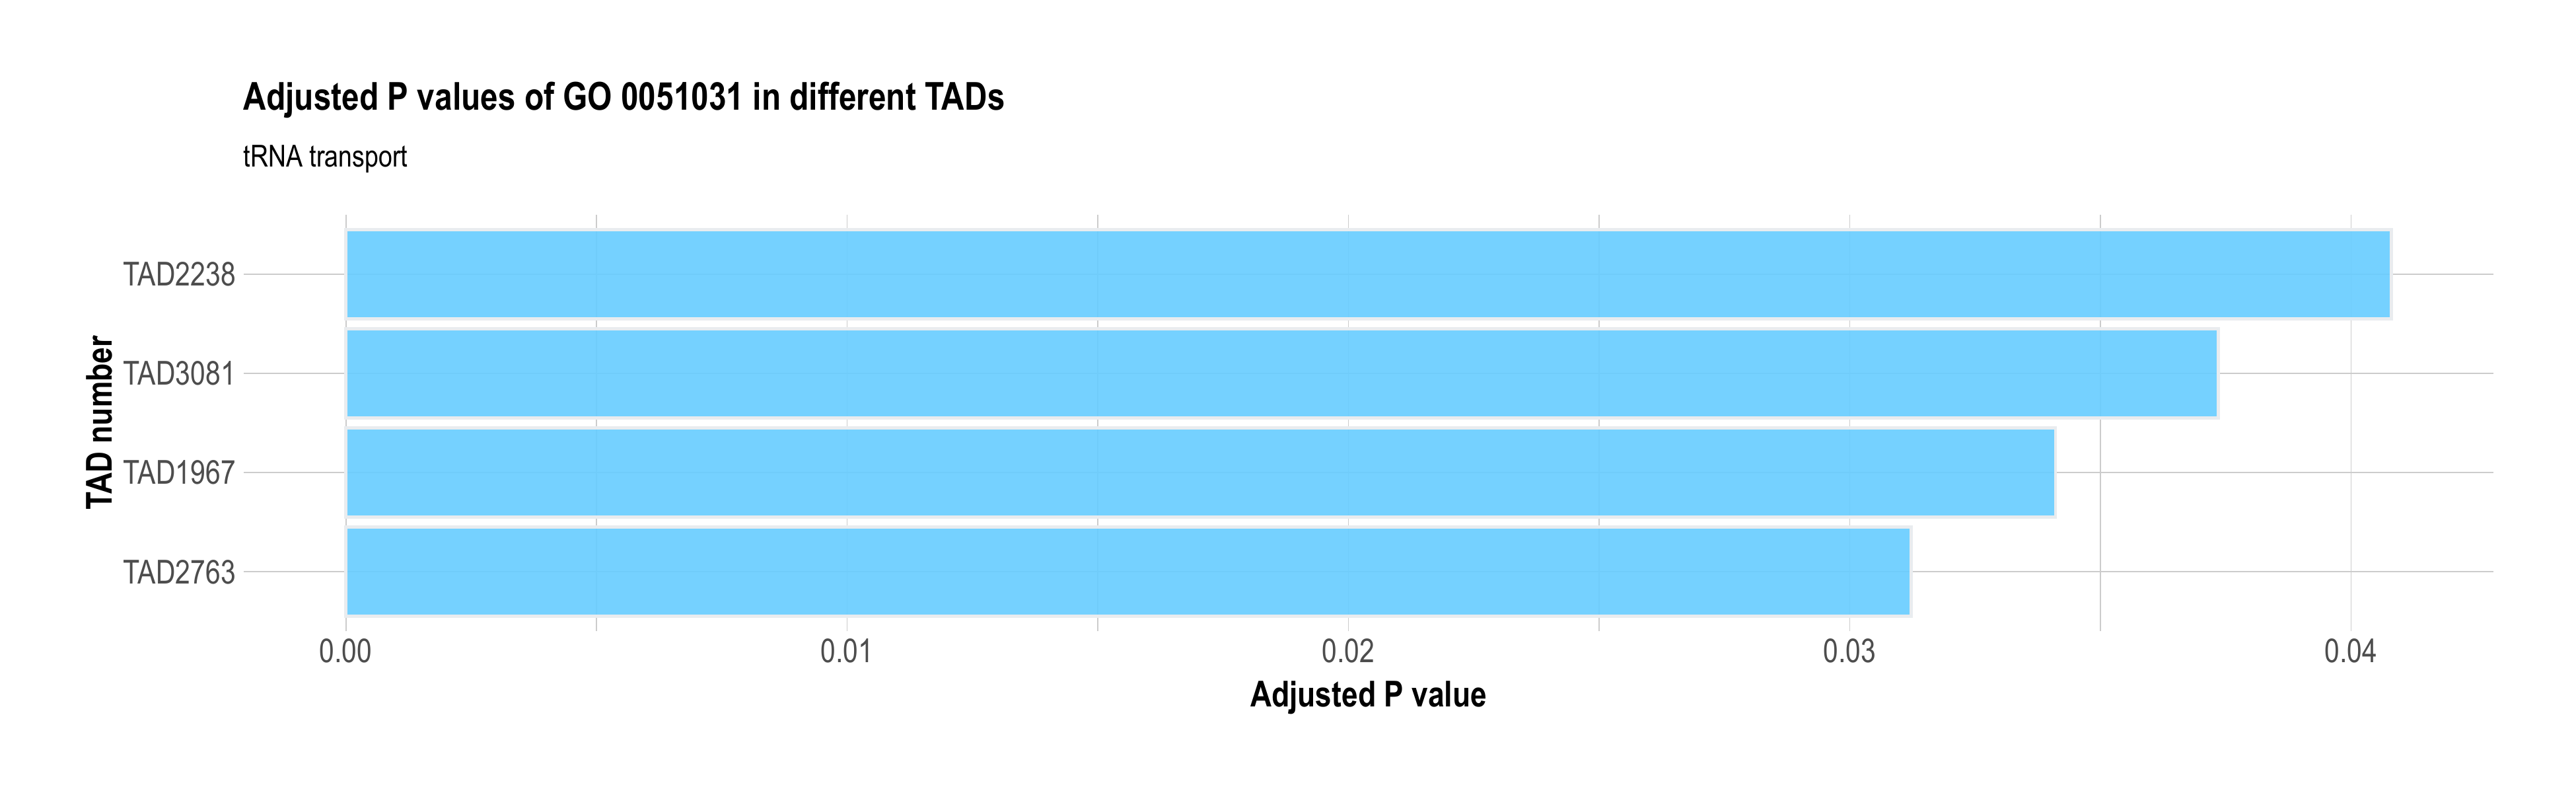 Adjusted P values of GO 0051031 in different TADs
tRNA transport
TAD number
TAD2238
TAD3081
TAD1967
TAD2763
0.00 0.01 0.02 0.03 0.04
Adjusted P value